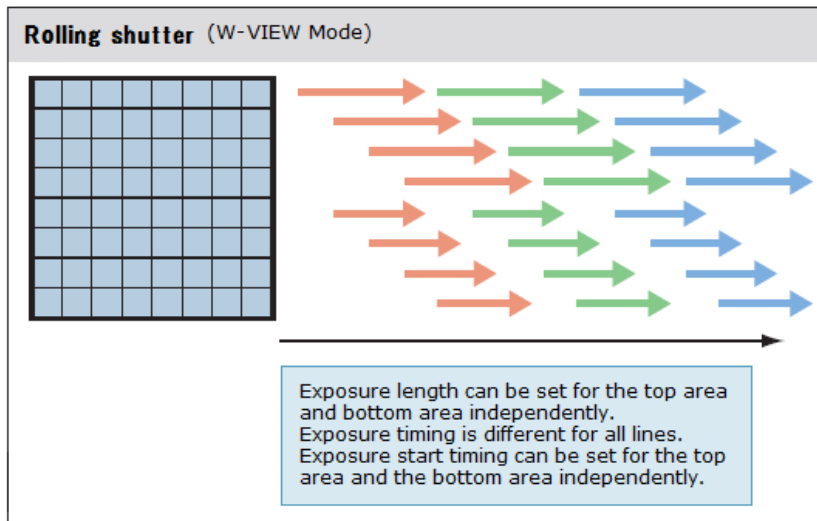 Rolling shutter (W-VIEW Mode)
Exposure length can be set for the top area
and bottom area independently.
Exposure timing is different for all lines.
Exposure start timing can be set for the top
area and the bottom area independently.